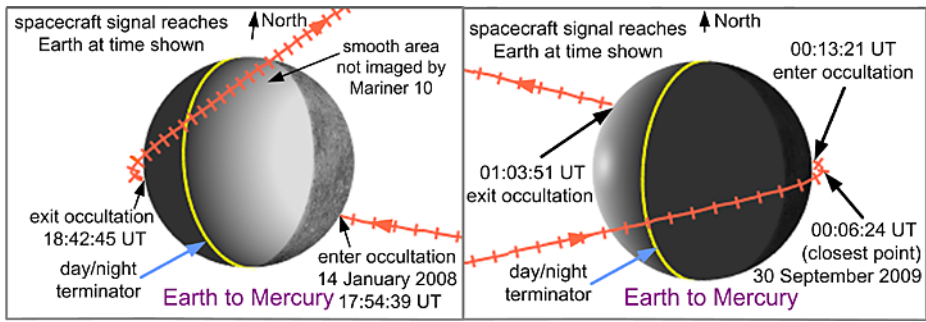 spacecraft signal reaches
Earth at time shown
North
smooth area
not imaged by
Mariner 10
exit occultation
18:42:45 UT
day/night
terminator
enter occultation
14 January 2008
17:54:39 UT
Earth to Mercury
spacecraft signal reaches
Earth at time shown
North
00:13:21 UT
enter occultation
01:03:51 UT
exit occultation
00:06:24 UT
(closest point)
30 September 2009
day/night
terminator
Earth to Mercury